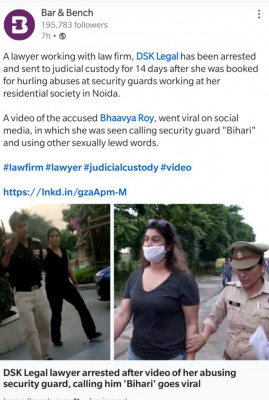 Bar & Bench
195,783 followers
7h
A lawyer working with law firm, DSK Legal has been arrested
and sent to judicial custody for 14 days after she was booked
for hurling abuses at security guards working at her
residential society in Noida.
A video of the accused Bhaavya Roy, went viral on social
media, in which she was seen calling security guard "Bihari"
and using other sexually lewd words.
#lawfirm #lawyer #judicialcustody #video
https://lnkd.in/gzaApm-M
DSK Legal lawyer arrested after video of her abusing
security guard, calling him 'Bihari' goes viral